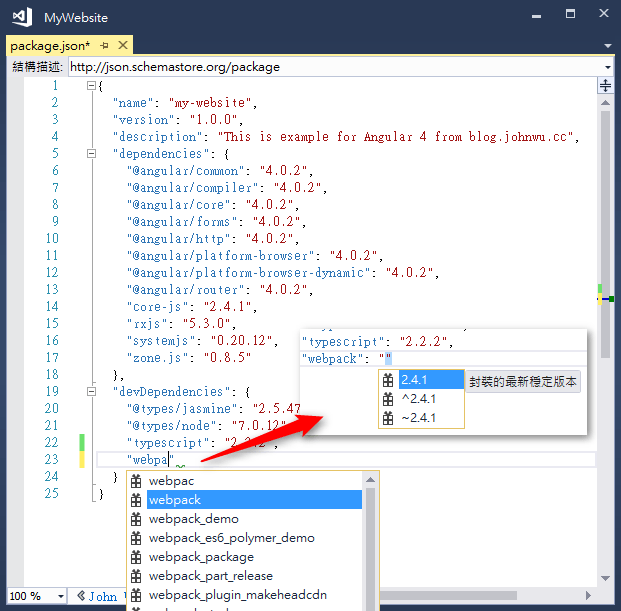 MyWebsite
package.json*
結構描述: http://json.schemastore.org/package
1 {
2 "name": "my-website",
3 "version": "1.0.0",
4 "description": "This is example for Angular 4 from blog.johnwu.cc",
5 "dependencies": {
6 "@angular/common": "4.0.2",
7 "@angular/compiler": "4.0.2",
8 "@angular/core": "4.0.2",
9 "@angular/forms": "4.0.2",
10 "@angular/http": "4.0.2",
11 "@angular/platform-browser": "4.0.2",
12 "@angular/platform-browser-dynamic": "4.0.2",
13 "@angular/router": "4.0.2",
14 "core-js": "2.4.1",
15 "rxjs": "5.3.0",
16 "systemjs": "0.20.12",
17 "zone.js": "0.8.5"
18 },
19 "devDependencies": {
20 "@types/jasmine": "2.5.47
21 "@types/node": "7.0.12"
22 "typescript": "2.2.2"
23 "webpa"
24 }
25 }
"typescript": "2.2.2",
"webpack": ""
2.4.1 封裝的最新穩定版本
^2.4.1
~2.4.1
webpac
webpack
webpack_demo
webpack_es6_polymer_demo
webpack_package
webpack_part_release
webpack_plugin_makeheadcdn
100 % John